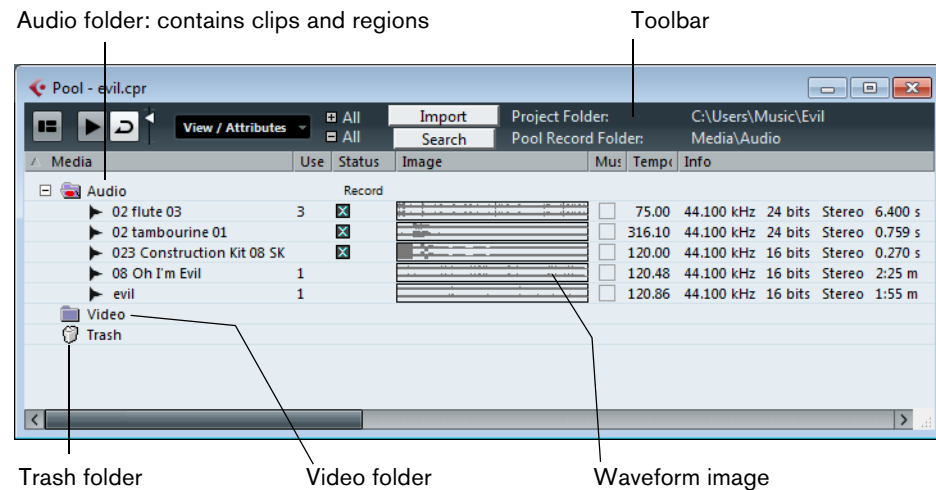 Audio folder: contains clips and regions
Toolbar
Pool - evil.cpr
View / Attributes
All
All
Import
Search
Project Folder: C:\Users\Music\Evil
Pool Record Folder: Media\Audio
Media Use Status Image Mus Tempo Info
Audio Record
02 flute 03 3 75.00 44.100 kHz 24 bits Stereo 6.400 s
02 tambourine 01 316.10 44.100 kHz 24 bits Stereo 0.759 s
023 Construction Kit 08 SK 120.00 44.100 kHz 16 bits Stereo 0.270 s
08 Oh I'm Evil 1 120.48 44.100 kHz 16 bits Stereo 2:25 m
evil 1 120.86 44.100 kHz 16 bits Stereo 1:55 m
Video
Trash
Trash folder
Video folder
Waveform image